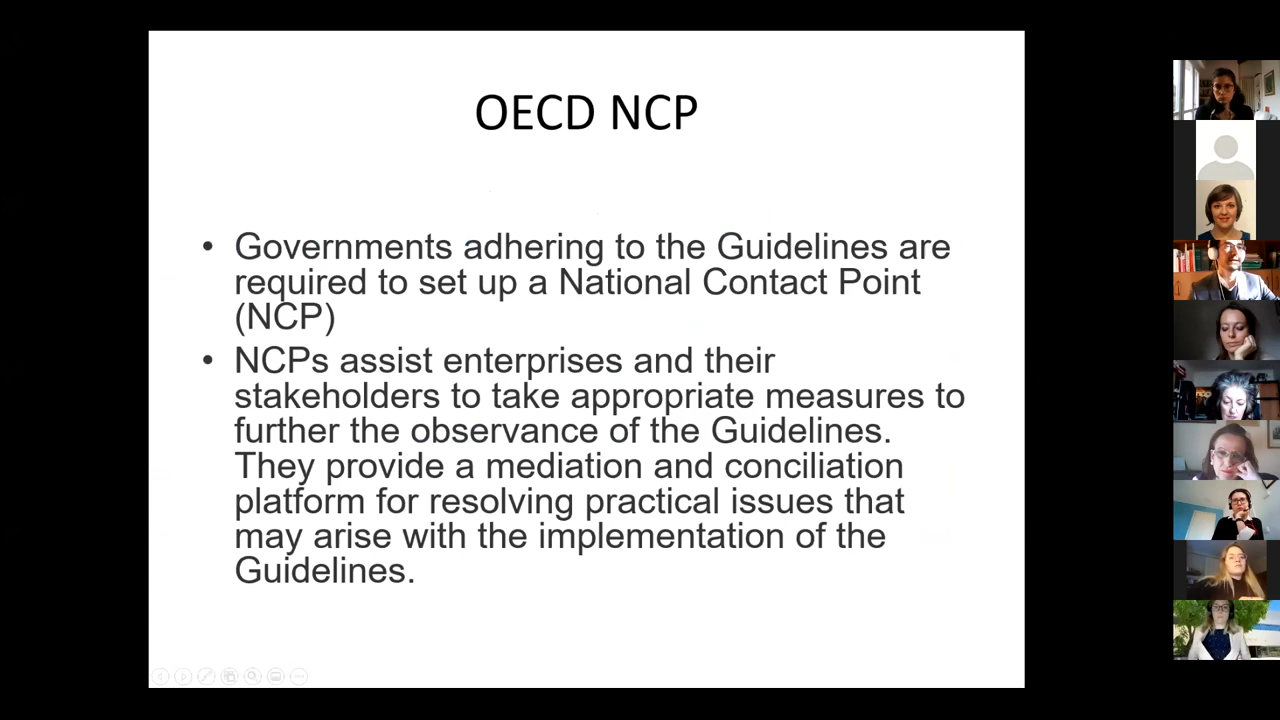 OECD NCP
• Governments adhering to the Guidelines are
required to set up a National Contact Point
(NCP)
• NCPs assist enterprises and their
stakeholders to take appropriate measures to
further the observance of the Guidelines.
They provide a mediation and conciliation
platform for resolving practical issues that
may arise with the implementation of the
Guidelines.